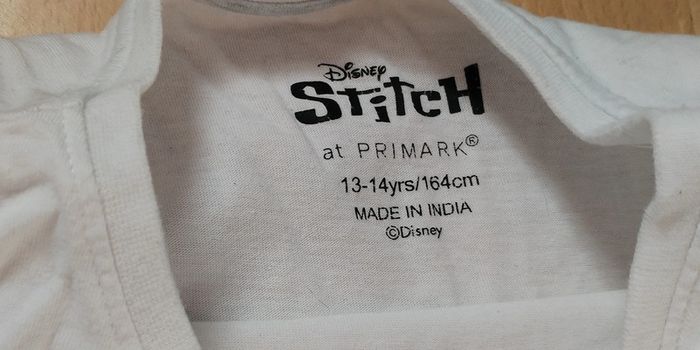 Disney
Stitch
at PRIMARK®
13-14yrs/164cm
MADE IN INDIA
©Disney